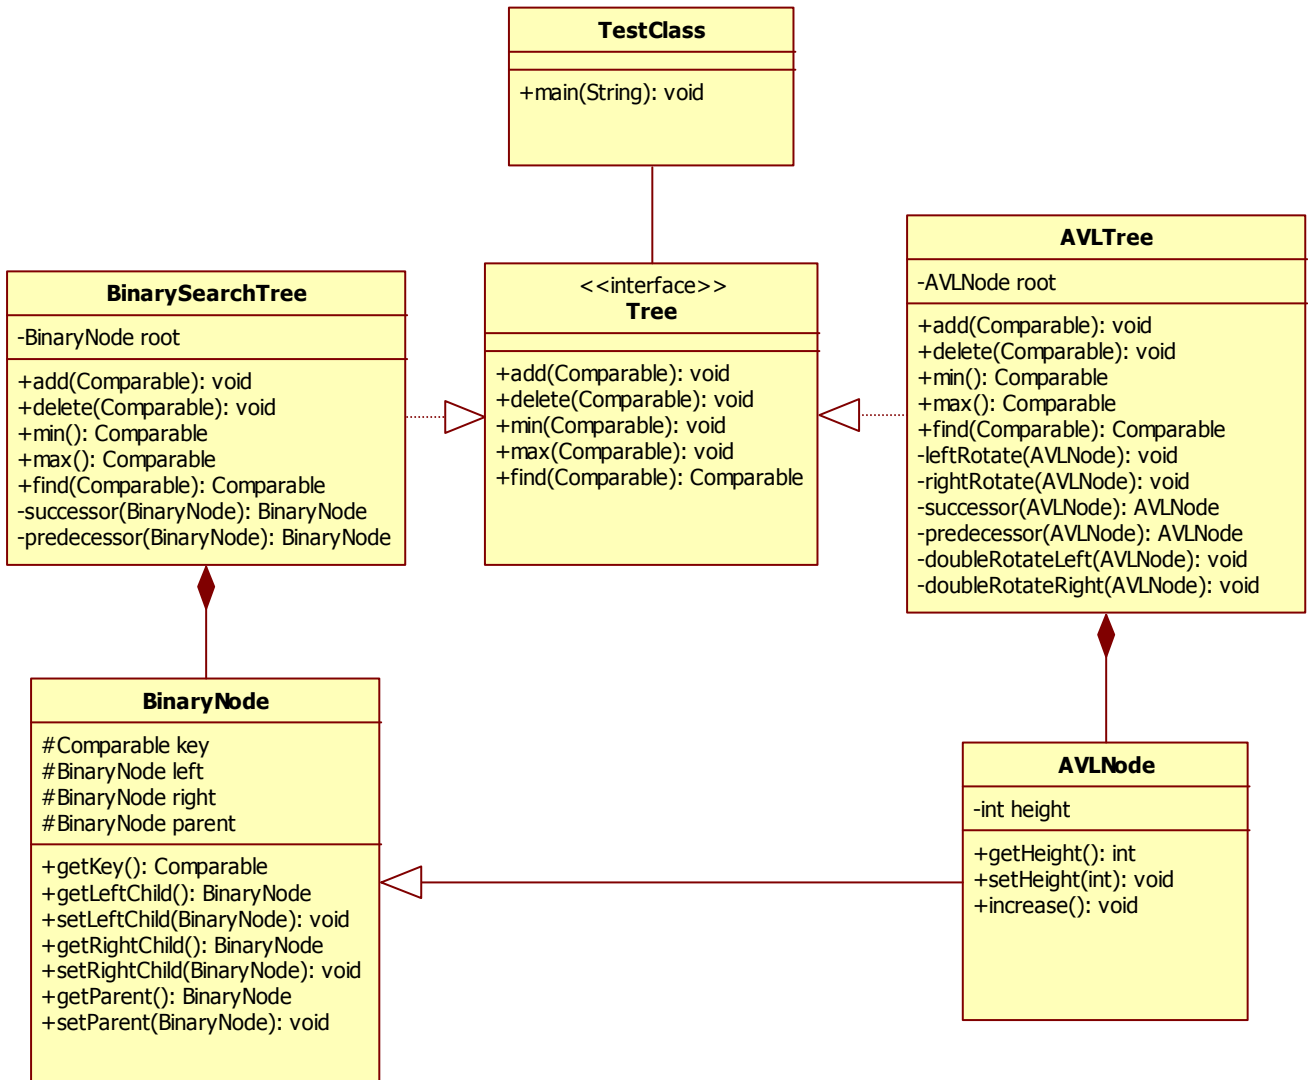 TestClass
+main(String): void
BinarySearchTree
-BinaryNode root
+add(Comparable): void
+delete(Comparable): void
+min(): Comparable
+max(): Comparable
+find(Comparable): Comparable
-successor(BinaryNode): BinaryNode
-predecessor(BinaryNode): BinaryNode
<<interface>>
Tree
+add(Comparable): void
+delete(Comparable): void
+min(Comparable): void
+max(Comparable): void
+find(Comparable): Comparable
AVLTree
-AVLNode root
+add(Comparable): void
+delete(Comparable): void
+min(): Comparable
+max(): Comparable
+find(Comparable): Comparable
-leftRotate(AVLNode): void
-rightRotate(AVLNode): void
-successor(AVLNode): AVLNode
-predecessor(AVLNode): AVLNode
-doubleRotateLeft(AVLNode): void
-doubleRotateRight(AVLNode): void
BinaryNode
#Comparable key
#BinaryNode left
#BinaryNode right
#BinaryNode parent
+getKey(): Comparable
+getLeftChild(): BinaryNode
+setLeftChild(BinaryNode): void
+getRightChild(): BinaryNode
+setRightChild(BinaryNode): void
+getParent(): BinaryNode
+setParent(BinaryNode): void
AVLNode
-int height
+getHeight(): int
+setHeight(int): void
+increase(): void